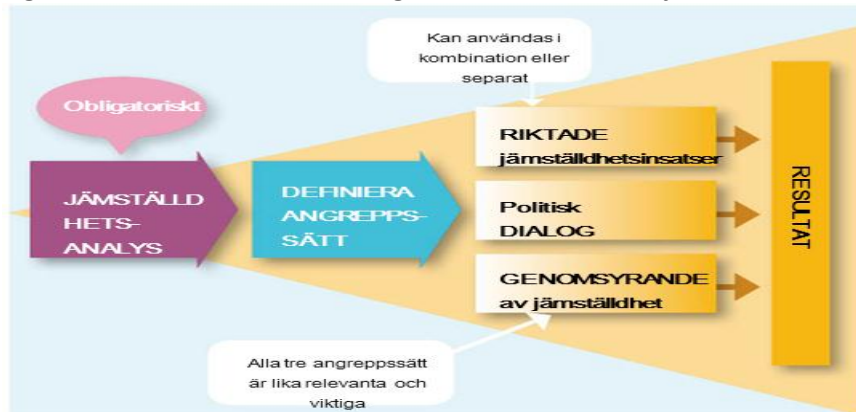 Kan användas i
kombination eller
separat
Obligatoriskt
JÄMSTÄLLD
HETS-
ANALYS
DEFINIERA
ANGREPPS-
SÄTT
RIKTADE
jämställdhetsinsatser
Politisk
DIALOG
GENOMSYRANDE
av jämställdhet
RESULTAT
Alla tre angreppssätt
är lika relevanta och
viktiga